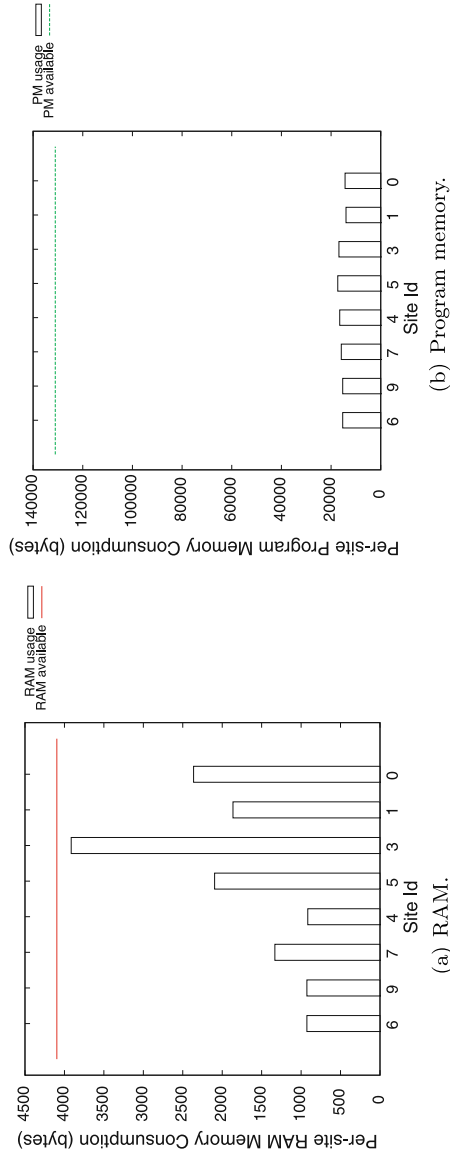 RAM usage
RAM available
Per-site RAM Memory Consumption (bytes)
4500
4000
3500
3000
2500
2000
1500
1000
500
0
6 9 7 4 5 3 1 0
Site Id
(a) RAM.
PM usage
PM available
Per-site Program Memory Consumption (bytes)
140000
120000
100000
80000
60000
40000
20000
0
6 9 7 4 5 3 1 0
Site Id
(b) Program memory.